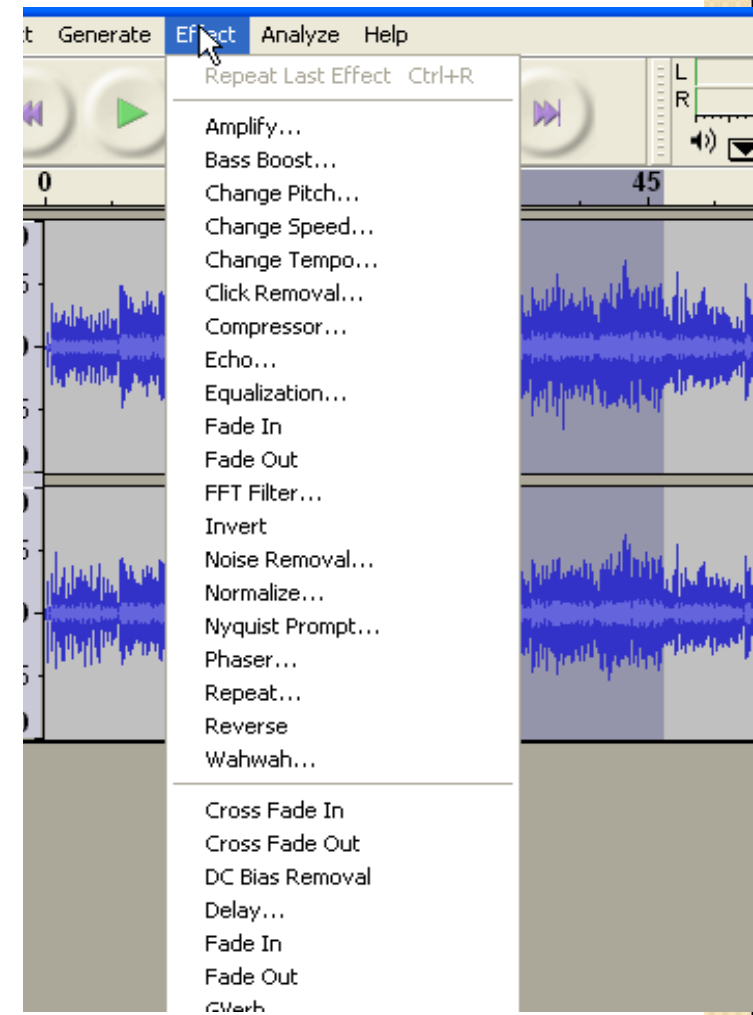 t Generate Effect Analyze Help
Repeat Last Effect Ctrl+R
L
R
Amplify...
Bass Boost...
Change Pitch...
0
45
Change Speed...
Change Tempo...
Click Removal...
Compressor...
Echo...
Equalization...
Fade In
Fade Out
FFT Filter...
Invert
Noise Removal...
Normalize...
Nyquist Prompt...
Phaser...
Repeat...
Reverse
Wahwah...
Cross Fade In
Cross Fade Out
DC Bias Removal
Delay...
Fade In
Fade Out
GVerb